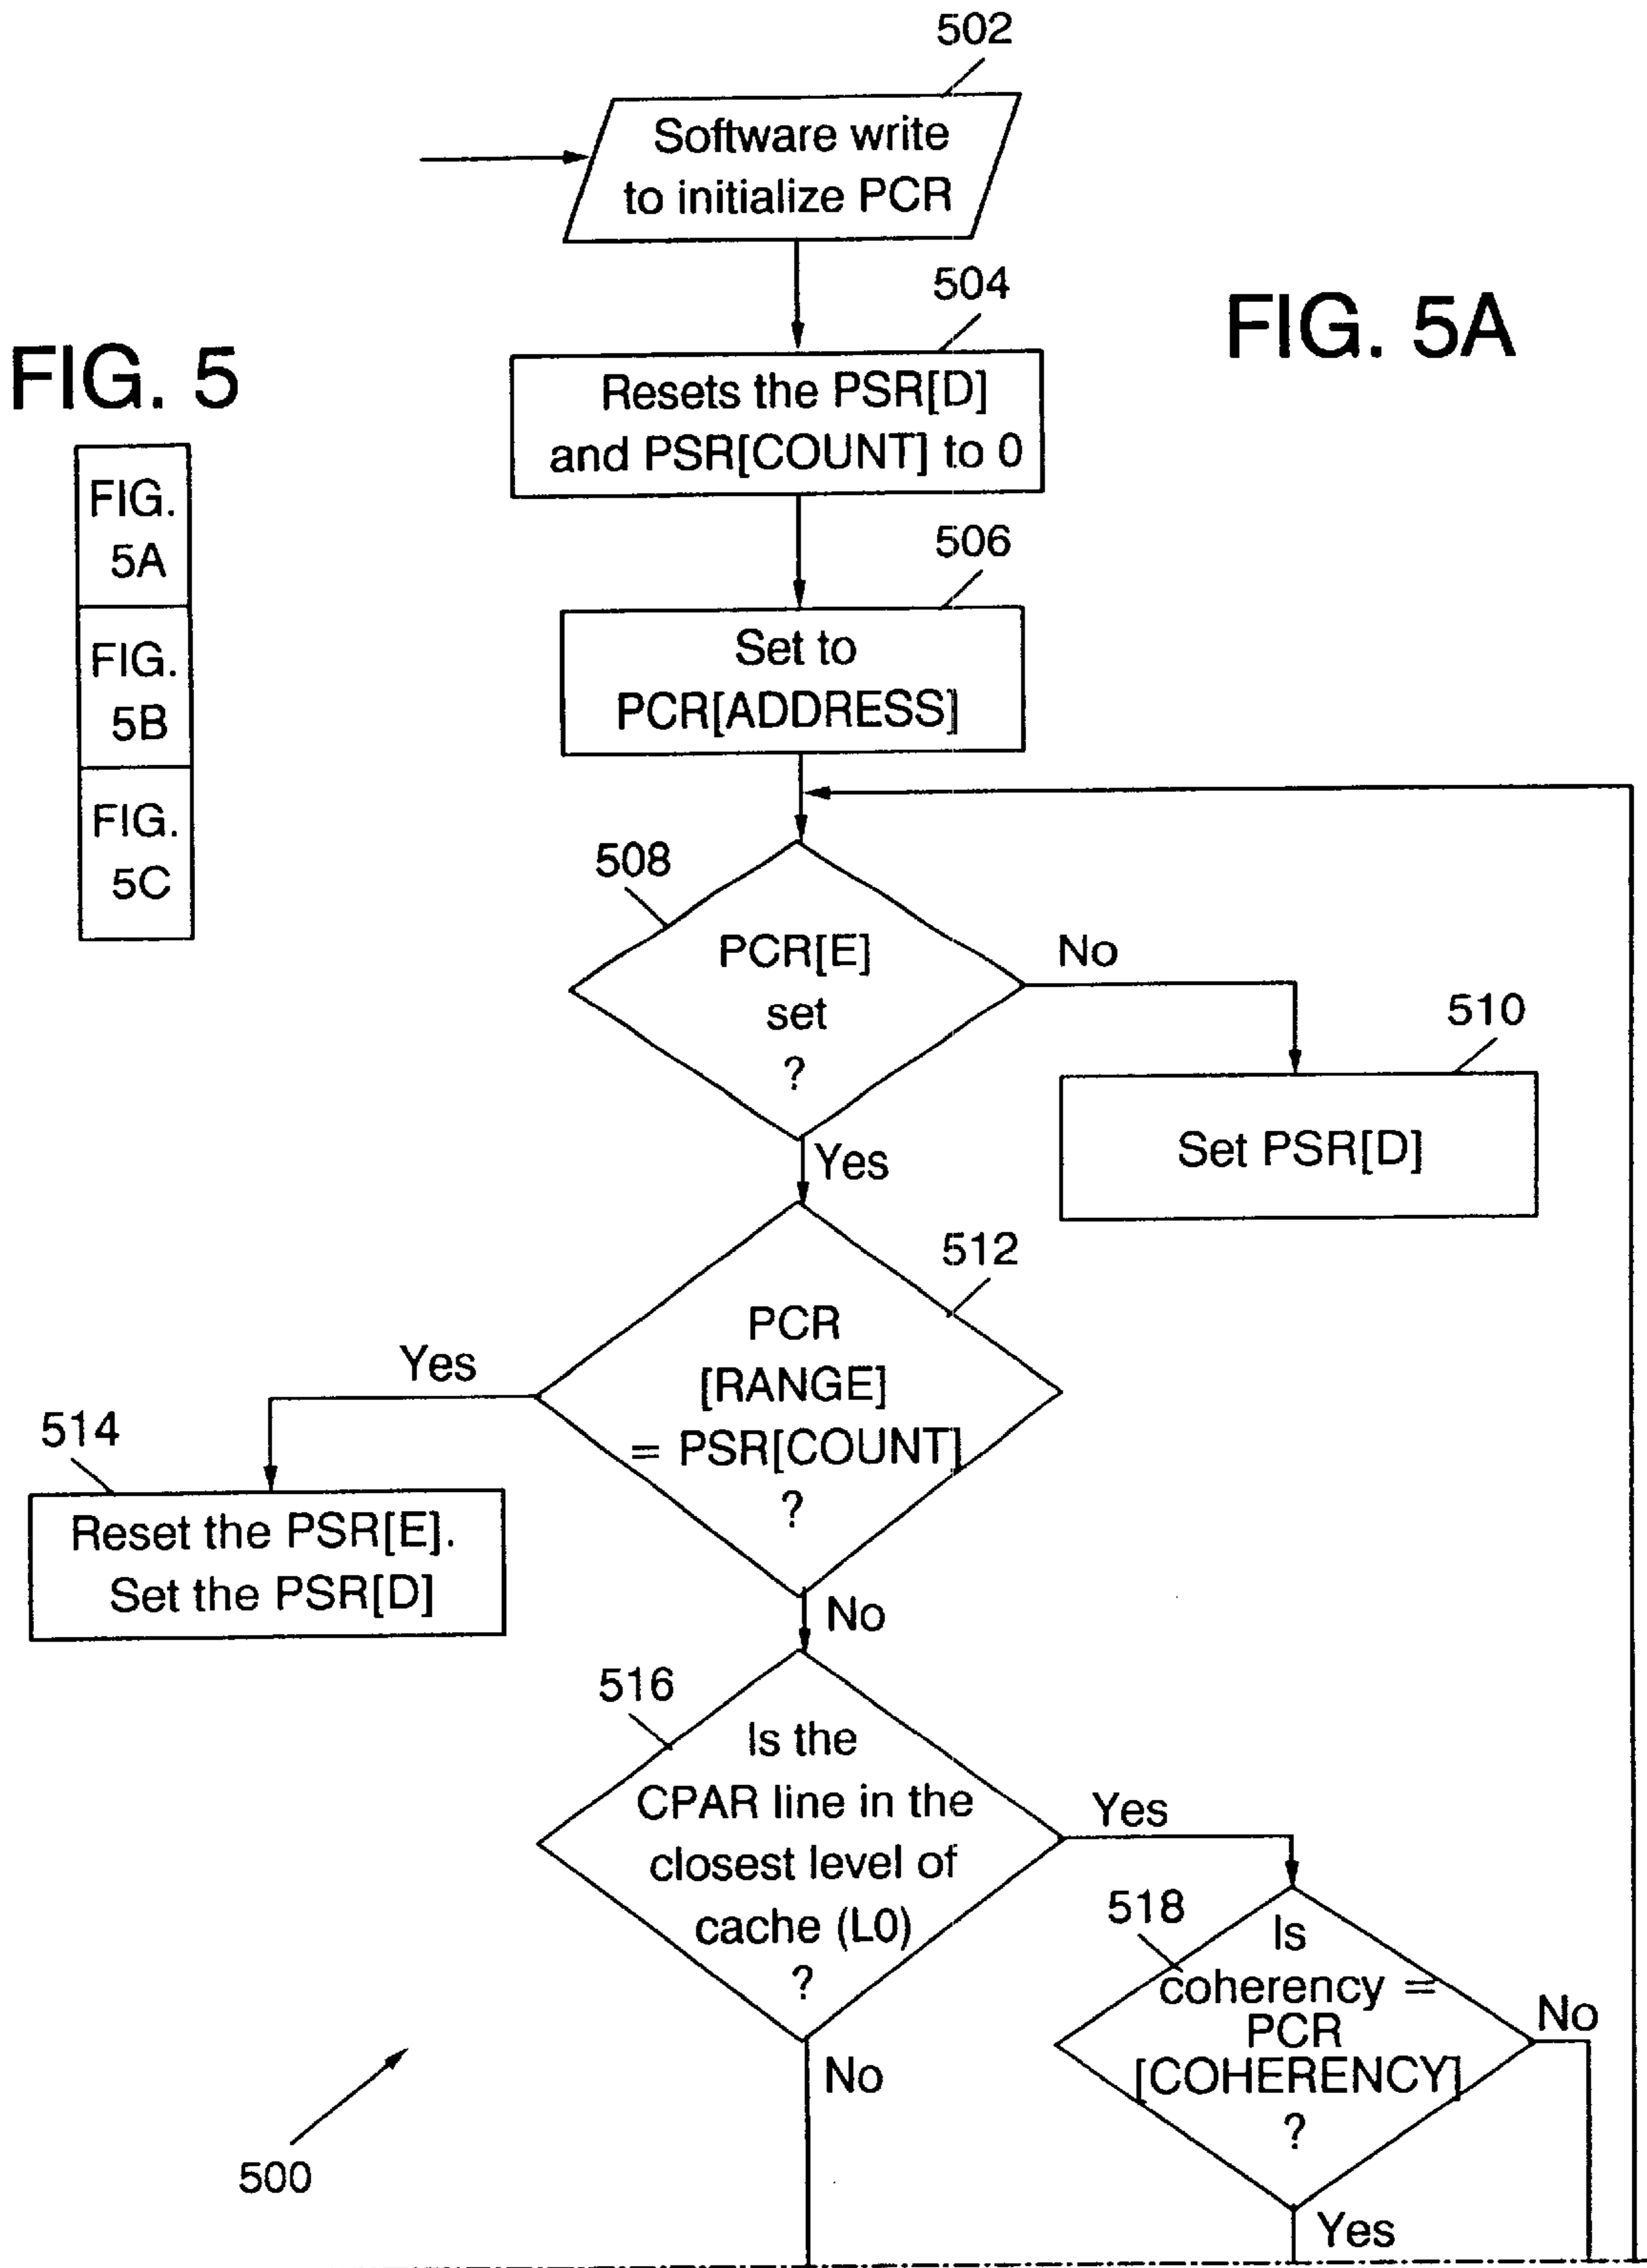 502
Software write
to initialize PCR
504
FIG. 5A
FIG. 5
Resets the PSR[D]
and PSR[COUNT] to 0
FIG.
5A
FIG.
5B
FIG.
5C
506
Set to
PCR[ADDRESS]
508
PCR[E]
set
?
No
510
Set PSR[D]
Yes
512
PCR
[RANGE]
= PSR[COUNT]
?
Yes
514
Reset the PSR[E].
Set the PSR[D]
No
516
Is the
CPAR line in the
closest level of
cache (L0)
?
Yes
518
Is
coherency =
PCR
[COHERENCY]
?
No
No
Yes
500